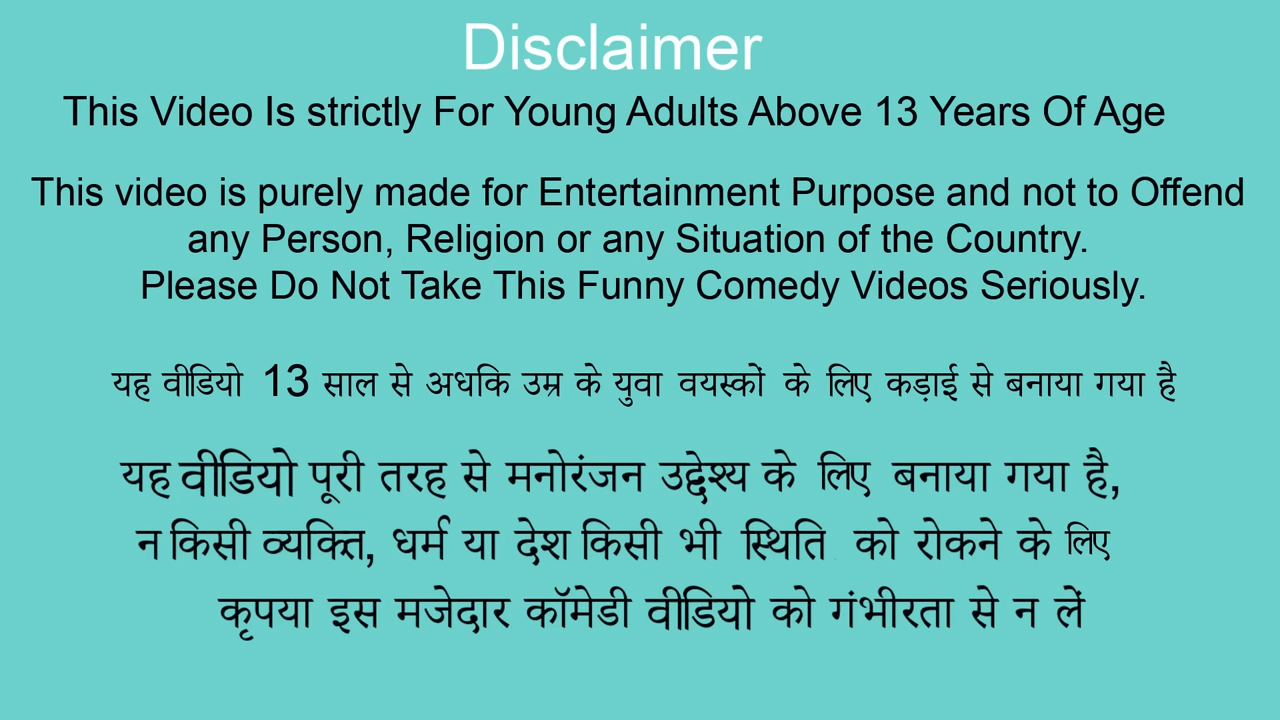 Disclaimer
This Video Is strictly For Young Adults Above 13 Years Of Age
This video is purely made for Entertainment Purpose and not to Offend
any Person, Religion or any Situation of the Country.
Please Do Not Take This Funny Comedy Videos Seriously.
यह वीडियो 13 साल से अधकि उम्र के युवा वयस्कों के लिए कड़ाई से बनाया गया है
यह वीडियो पूरी तरह से मनोरंजन उद्देश्य के लिए बनाया गया है,
न किसी व्यक्ति, धर्म या देश किसी भी स्थिति को रोकने के लिए
कृपया इस मजेदार कॉमेडी वीडियो को गंभीरता से न लें